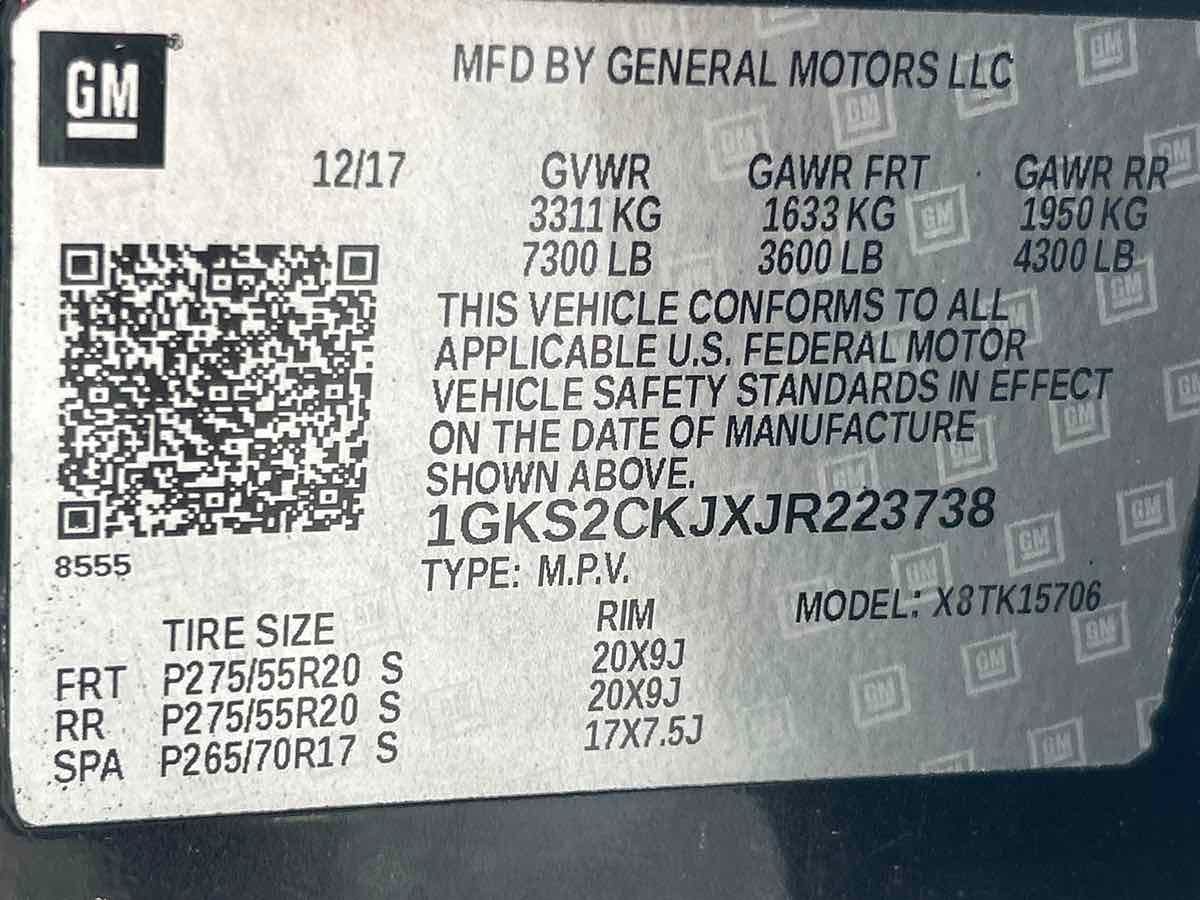 GM
MFD BY GENERAL MOTORS LLC
12/17 GVWR GAWR FRT GAWR RR
3311 KG 1633 KG 1950 KG
7300 LB 3600 LB 4300 LB
THIS VEHICLE CONFORMS TO ALL
APPLICABLE U.S. FEDERAL MOTOR
VEHICLE SAFETY STANDARDS IN EFFECT
ON THE DATE OF MANUFACTURE
SHOWN ABOVE.
1GKS2CKJXJR223738
8555
TYPE: M.P.V.
MODEL: X8TK15706
TIRE SIZE RIM
FRT P275/55R20 S 20X9J
RR P275/55R20 S 20X9J
SPA P265/70R17 S 17X7.5J